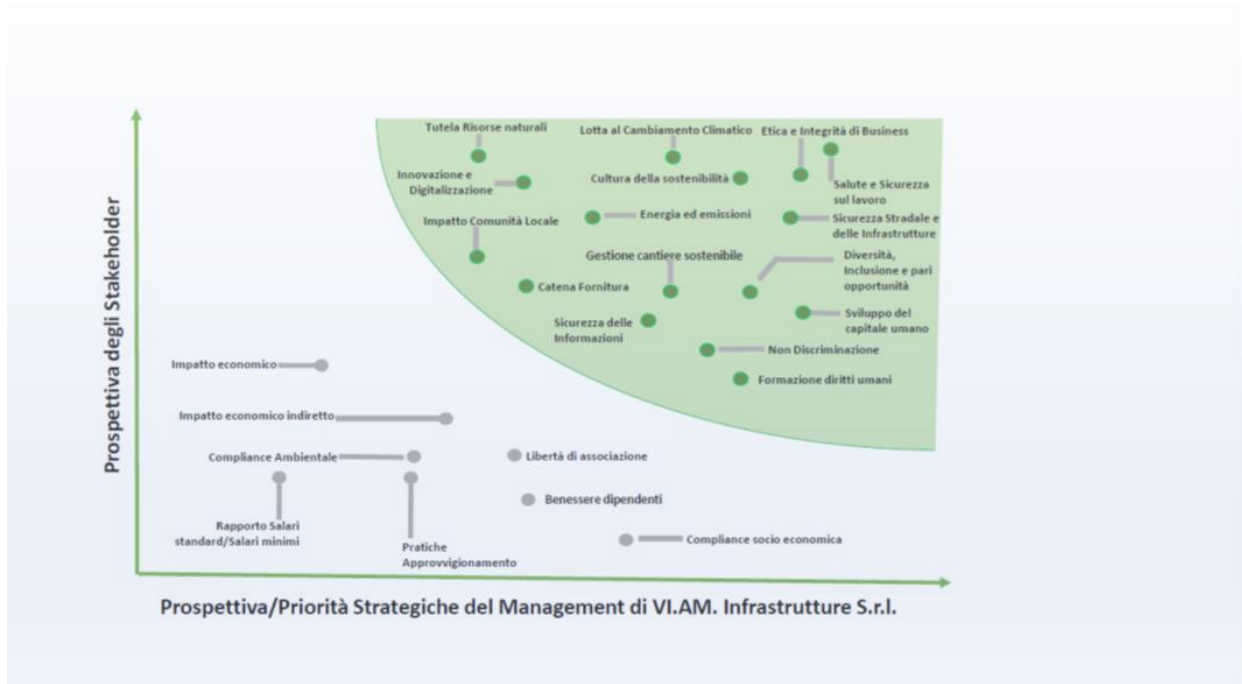 Tutela Risorse naturali
Lotta al Cambiamento Climatico
Etica e Integrità di Business
Innovazione e
Digitalizzazione
Cultura della sostenibilità
Salute e Sicurezza
sul lavoro
Impatto Comunità Locale
Energia ed emissioni
Sicurezza Stradale e
delle Infrastrutture
Gestione cantiere sostenibile
Diversità,
Inclusione e pari
opportunità
Catena Fornitura
Sicurezza delle
Informazioni
Sviluppo del
capitale umano
Non Discriminazione
Formazione diritti umani
Impatto economico
Impatto economico indiretto
Compliance Ambientale
Libertà di associazione
Benessere dipendenti
Rapporto Salari
standard/Salari minimi
Pratiche
Approvvigionamento
Compliance socio economica
Prospettiva degli Stakeholder
Prospettiva/Priorità Strategiche del Management di VI.AM. Infrastrutture S.r.l.